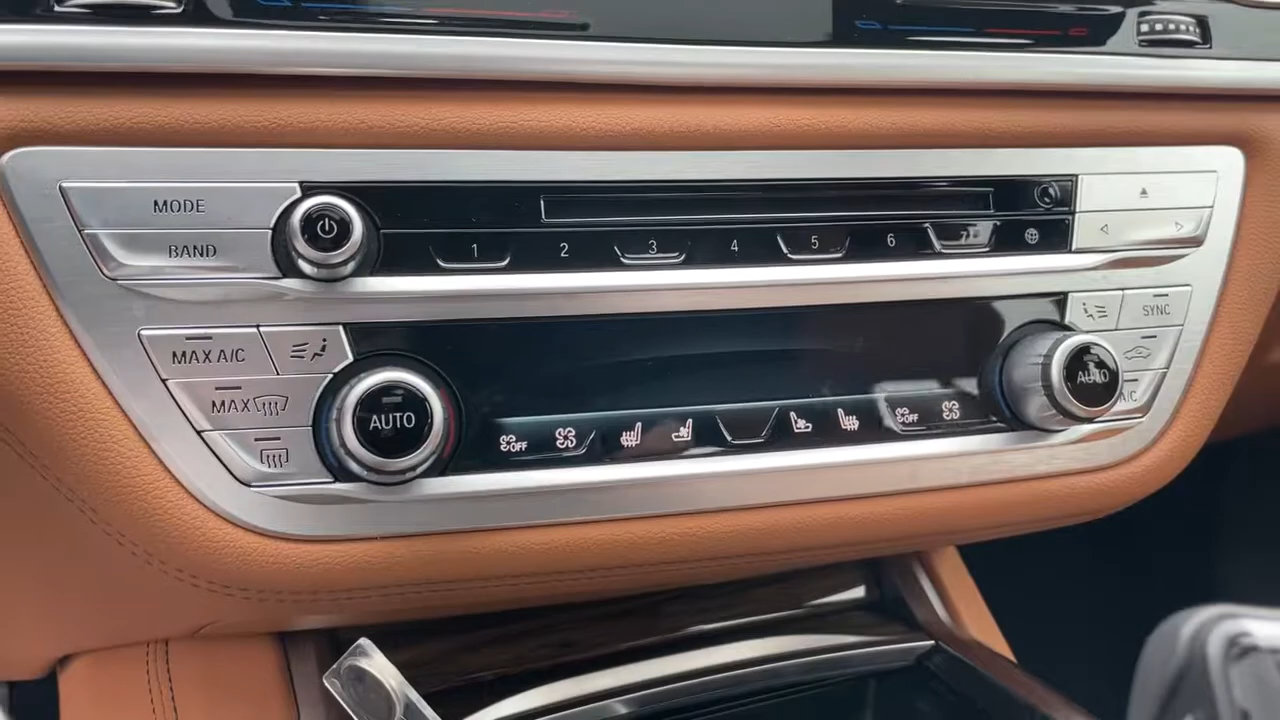 MODE
BAND
1 2 3 4 5 6 7
MAX A/C
MAX
AUTO
OFF
OFF
SYNC
AUTO
A/C